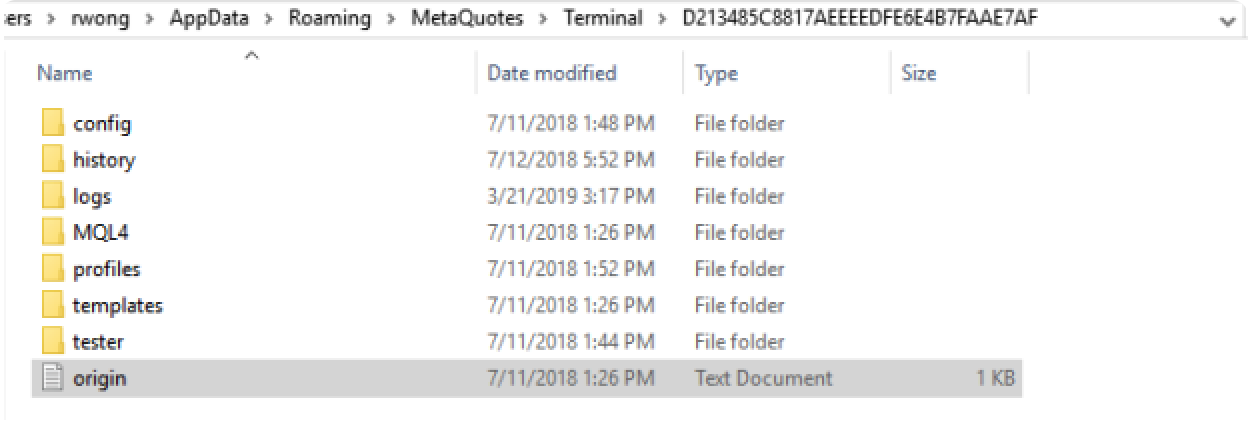 ers > rwong > AppData > Roaming > MetaQuotes > Terminal > D213485C8817AEEEEDFE6E4B7FAAE7AF
Name Date modified Type Size
config 7/11/2018 1:48 PM File folder
history 7/12/2018 5:52 PM File folder
logs 3/21/2019 3:17 PM File folder
MQL4 7/11/2018 1:26 PM File folder
profiles 7/11/2018 1:52 PM File folder
templates 7/11/2018 1:26 PM File folder
tester 7/11/2018 1:44 PM File folder
origin 7/11/2018 1:26 PM Text Document 1 KB